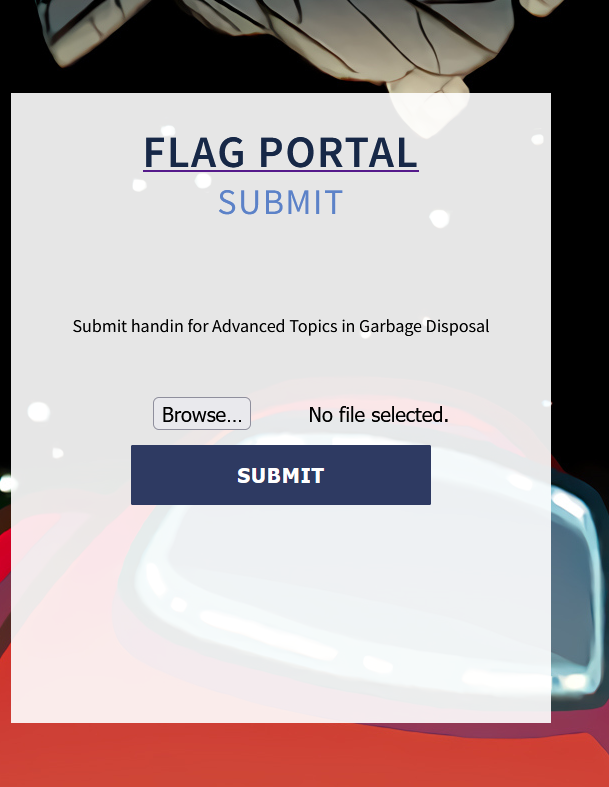 FLAG PORTAL
SUBMIT
Submit handin for Advanced Topics in Garbage Disposal
Browse... No file selected.
SUBMIT